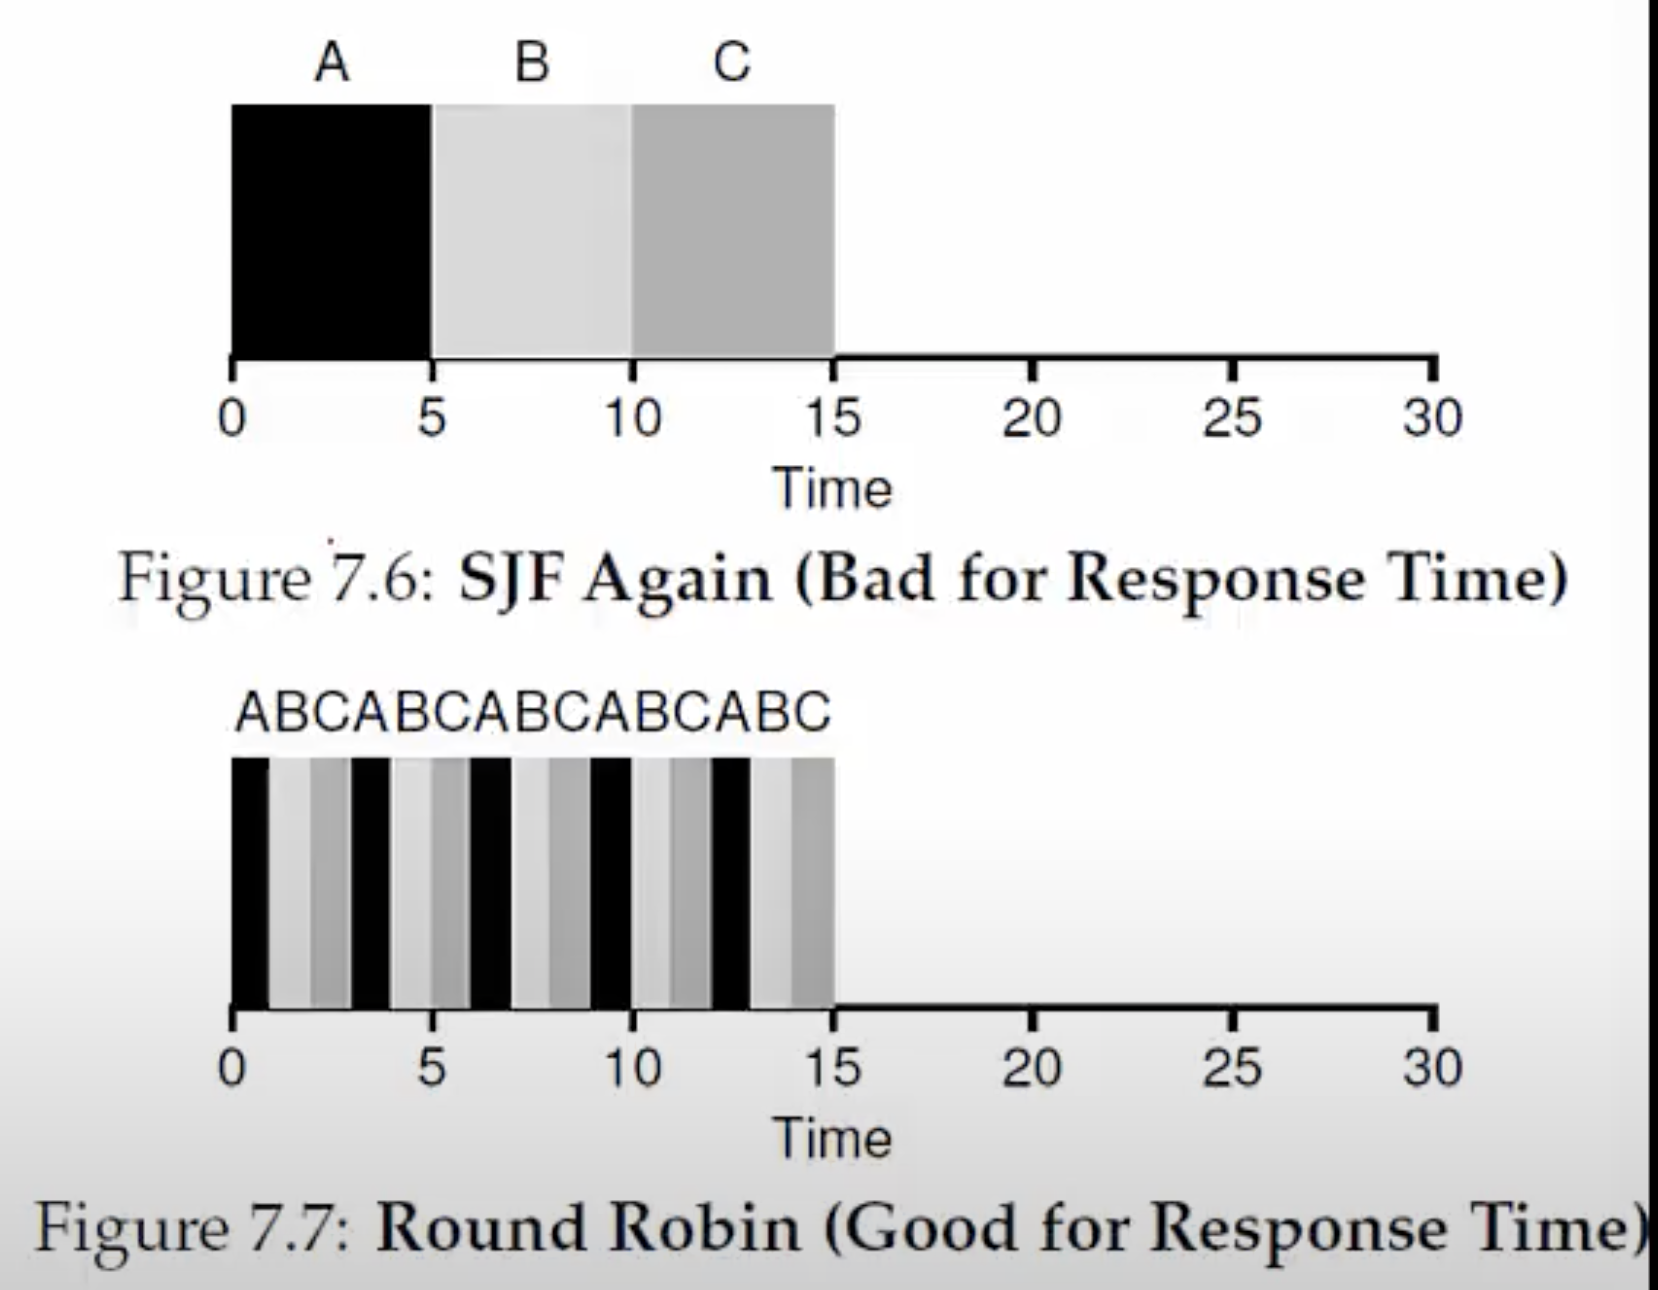 A B C
0 5 10 15 20 25 30
Time
Figure 7.6: SJF Again (Bad for Response Time)
ABCABCABCABCABC
0 5 10 15 20 25 30
Time
Figure 7.7: Round Robin (Good for Response Time)